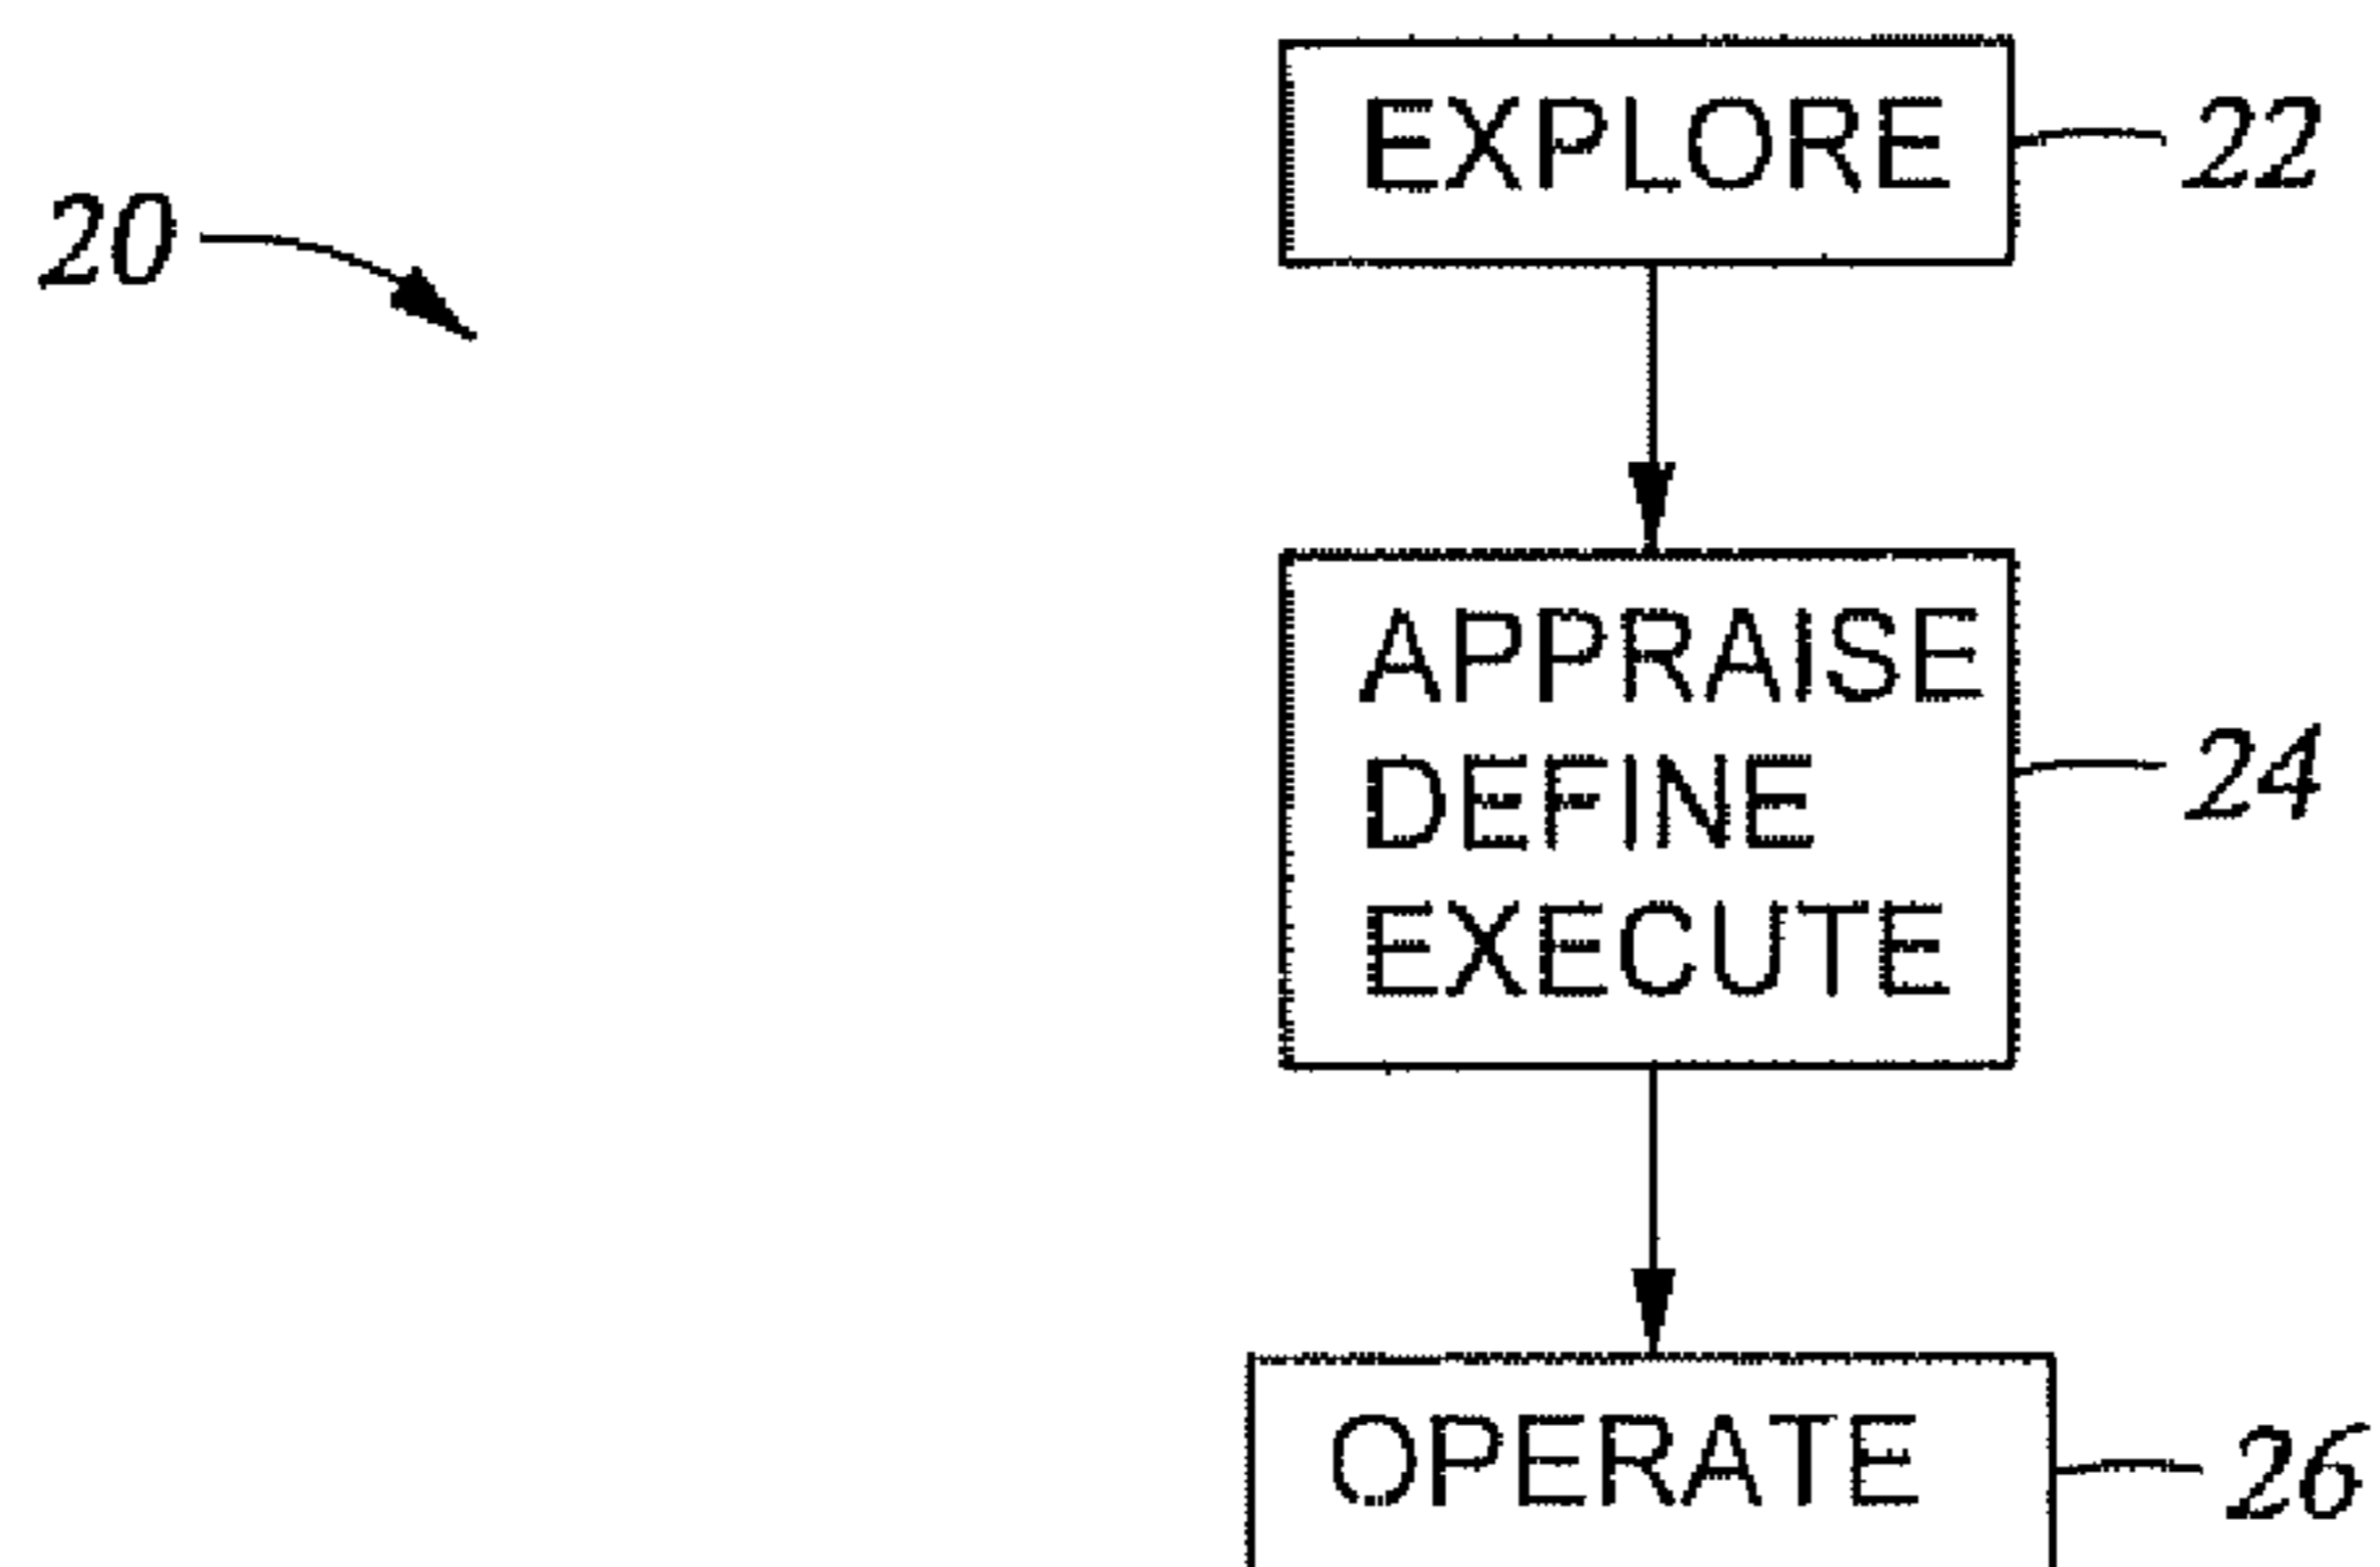 EXPLORE 22
20
APPRAISE
DEFINE 24
EXECUTE
OPERATE 26